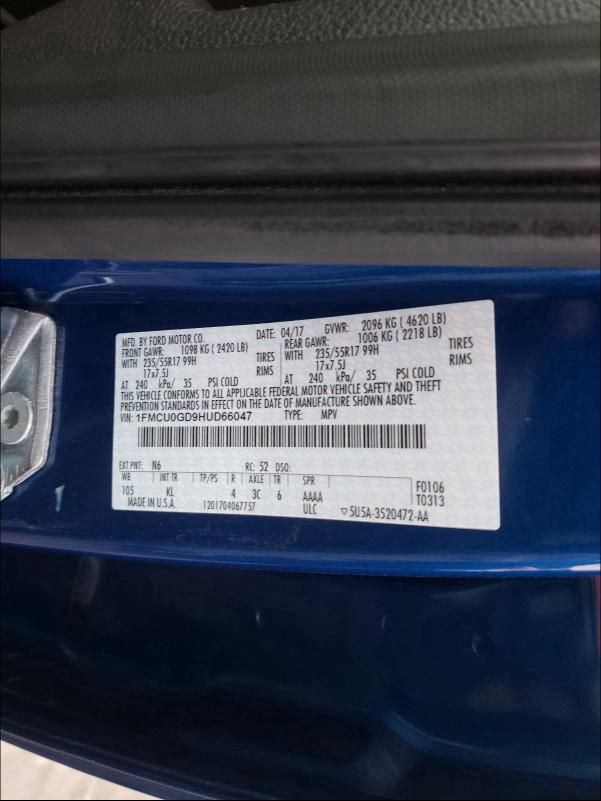 MFD. BY FORD MOTOR CO. DATE: 04/17 GVWR: 2096 KG ( 4620 LB)
FRONT GAWR: 1098 KG ( 2420 LB) REAR GAWR: 1006 KG ( 2218 LB)
WITH 235/55R17 99H TIRES WITH 235/55R17 99H TIRES
17x7.5J RIMS 17x7.5J RIMS
AT 240 kPa/ 35 PSI COLD AT 240 kPa/ 35 PSI COLD
THIS VEHICLE CONFORMS TO ALL APPLICABLE FEDERAL MOTOR VEHICLE SAFETY AND THEFT
PREVENTION STANDARDS IN EFFECT ON THE DATE OF MANUFACTURE SHOWN ABOVE.
VIN: 1FMCU0GD9HUD66047 TYPE: MPV
EXT PNT: N6 RC: 52 DSO:
WB INT TR TP/PS R AXLE TR SPR F0106
105 KL 4 3C 6 AAAA T0313
MADE IN U.S.A. 1201704067757 ULC ▽5U5A-3520472-AA